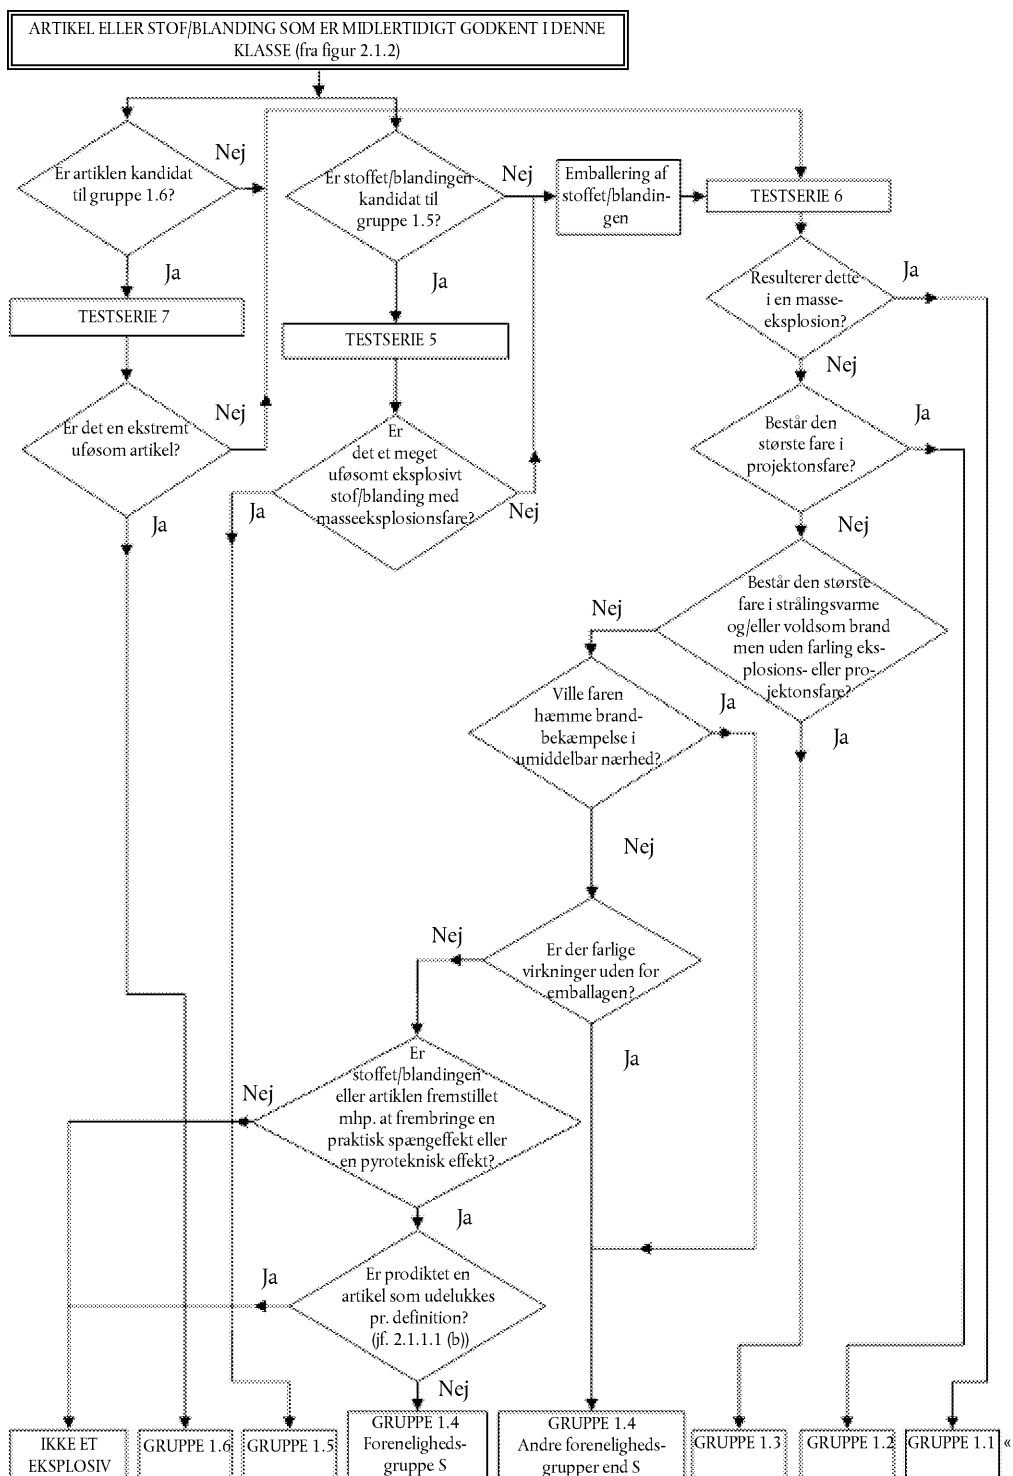 ARTIKEL ELLER STOF/BLANDING SOM ER MIDLERTIDIGT GODKENT I DENNE
KLASSE (fra figur 2.1.2)
Er artiklen kandidat
til gruppe 1.6?
Nej
Ja
TESTSERIE 7
Er det en ekstremt
uføsom artikel?
Nej
Ja
Er stoffet/blandingen
kandidat til
gruppe 1.5?
Nej
Ja
TESTSERIE 5
Er
det et meget
uføsomt eksplosivt
stof/blanding med
masseeksplosionsfare?
Ja
Nej
Emballering af
stoffet/blandin-
gen
TESTSERIE 6
Resulterer dette
i en masse-
eksplosion?
Ja
Nej
Består den
største fare i
projektonsfare?
Ja
Nej
Består den største
fare i strålingsvarme
og/eller voldsom brand
men uden farling eks-
plosions- eller pro-
jektonsfare?
Nej
Ja
Ville faren
hæmme brand-
bekæmpelse i
umiddelbar nærhed?
Ja
Nej
Er der farlige
virkninger uden for
emballagen?
Nej
Ja
Er
stoffet/blandingen
eller artiklen fremstillet
mhp. at frembringe en
praktisk spængeffekt eller
en pyroteknisk effekt?
Nej
Ja
Er prodiktet en
artikel som udelukkes
pr. definition?
(jf. 2.1.1.1 (b))
Ja
Nej
IKKE ET
EKSPLOSIV
GRUPPE 1.6
GRUPPE 1.5
GRUPPE 1.4
Foreneligheds-
gruppe S
GRUPPE 1.4
Andre foreneligheds-
grupper end S
GRUPPE 1.3
GRUPPE 1.2
GRUPPE 1.1 «